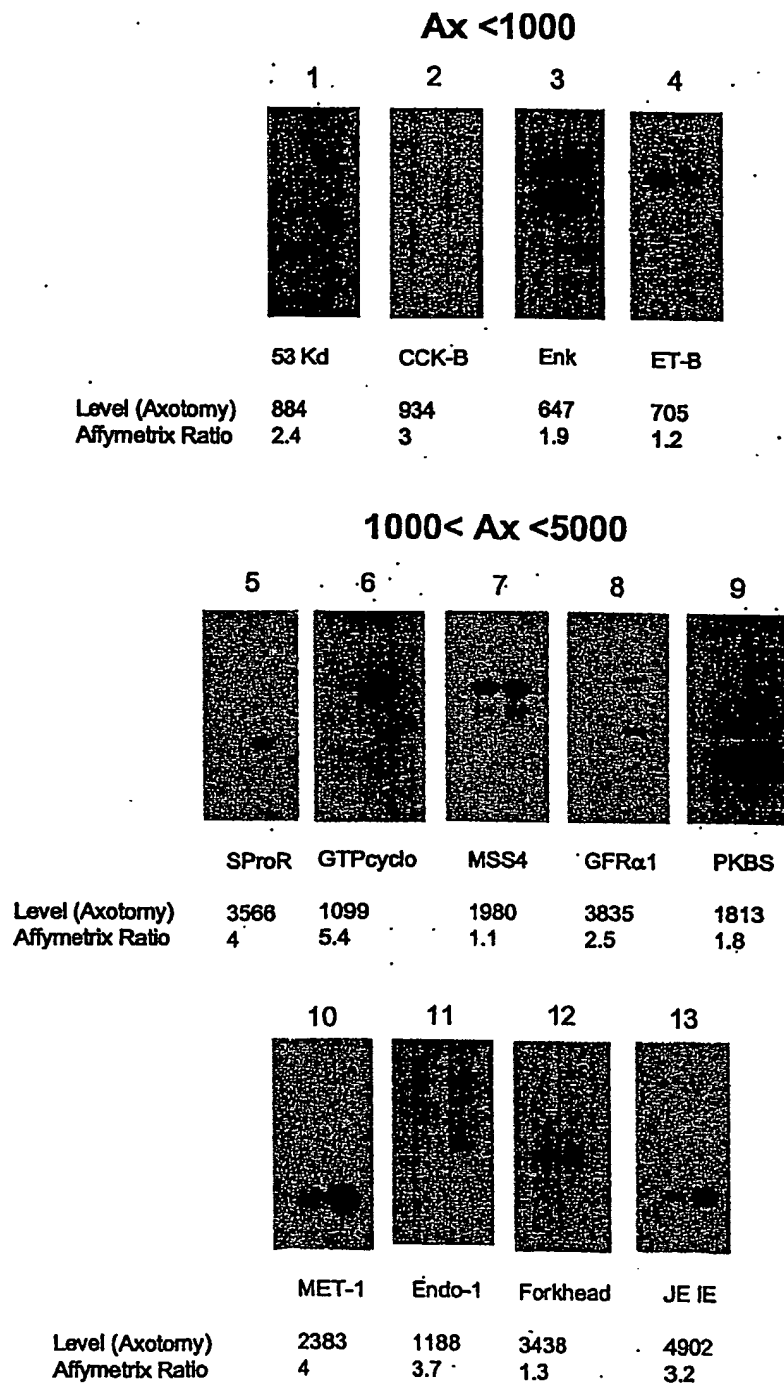 Ax <1000
1 2 3 4
53 Kd CCK-B Enk ET-B
Level (Axotomy) 884 934 647 705
Affymetrix Ratio 2.4 3 1.9 1.2
1000< Ax <5000
5 6 7 8 9
SProR GTPcyclo MSS4 GFRα1 PKBS
Level (Axotomy) 3568 1099 1980 3835 1813
Affymetrix Ratio 4 5.4 1.1 2.5 1.8
10 11 12 13
MET-1 Endo-1 Forkhead JE IE
Level (Axotomy) 2383 1188 3438 4902
Affymetrix Ratio 4 3.7 1.3 3.2